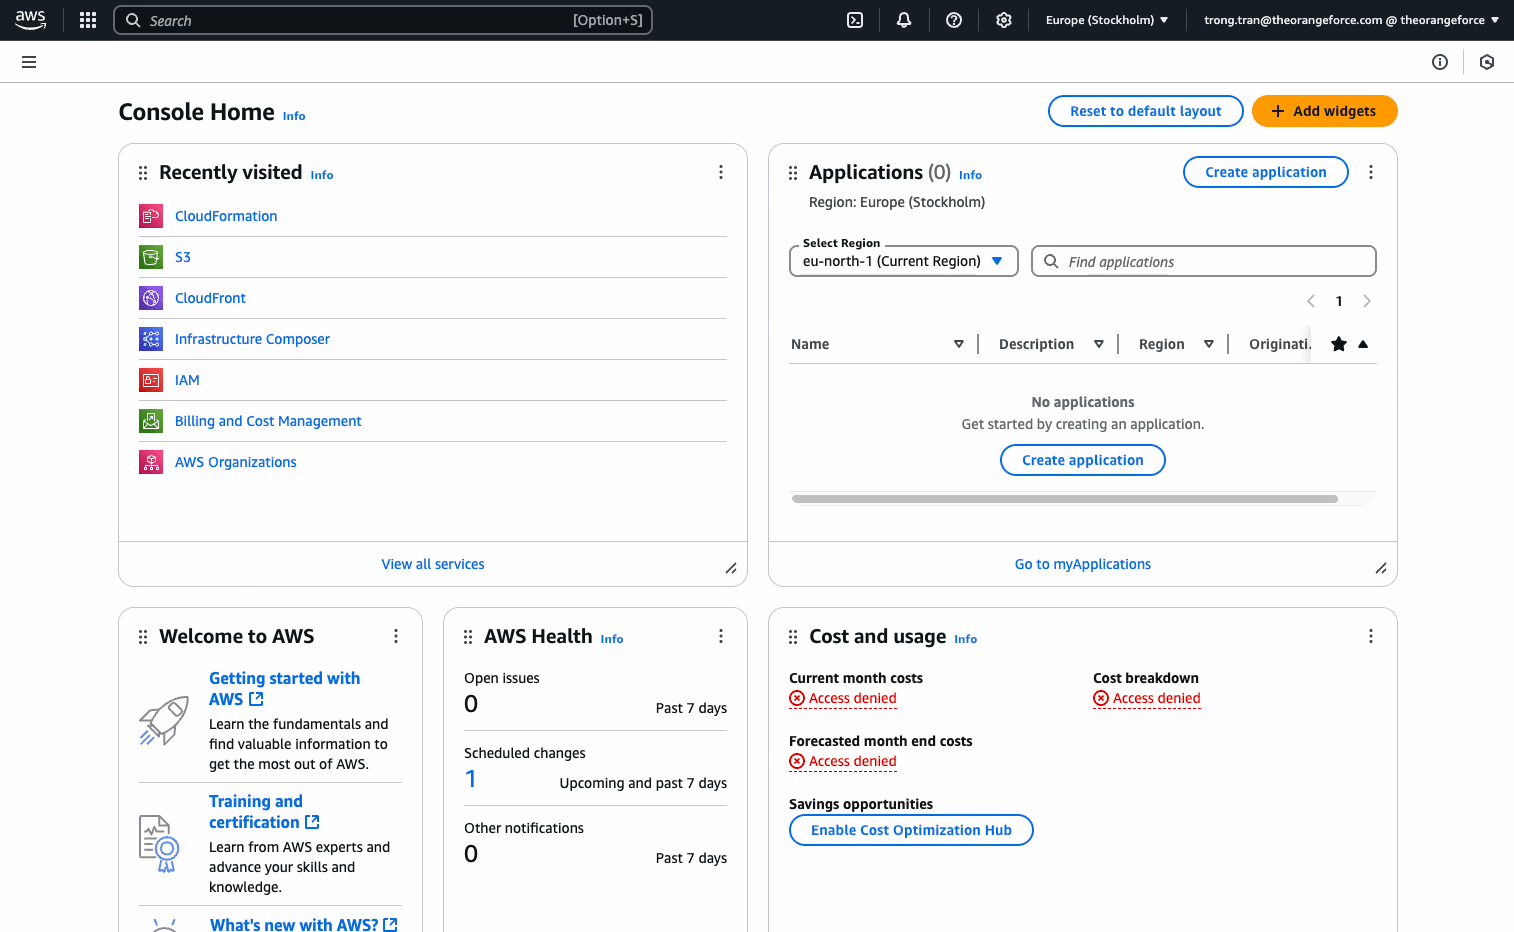 aws
Search [Option+S]
Europe (Stockholm)
trong.tran@theorangeforce.com @ theorangeforce
Console Home Info
Reset to default layout
Add widgets
Recently visited Info
CloudFormation
S3
CloudFront
Infrastructure Composer
IAM
Billing and Cost Management
AWS Organizations
View all services
Applications (0) Info
Create application
Region: Europe (Stockholm)
Select Region
eu-north-1 (Current Region)
Find applications
1
Name Description Region Originati.
No applications
Get started by creating an application.
Create application
Go to myApplications
Welcome to AWS
Getting started with
AWS
Learn the fundamentals and
find valuable information to
get the most out of AWS.
Training and
certification
Learn from AWS experts and
advance your skills and
knowledge.
What's new with AWS?
AWS Health Info
Open issues
0 Past 7 days
Scheduled changes
1 Upcoming and past 7 days
Other notifications
0 Past 7 days
Cost and usage Info
Current month costs
Access denied
Cost breakdown
Access denied
Forecasted month end costs
Access denied
Savings opportunities
Enable Cost Optimization Hub